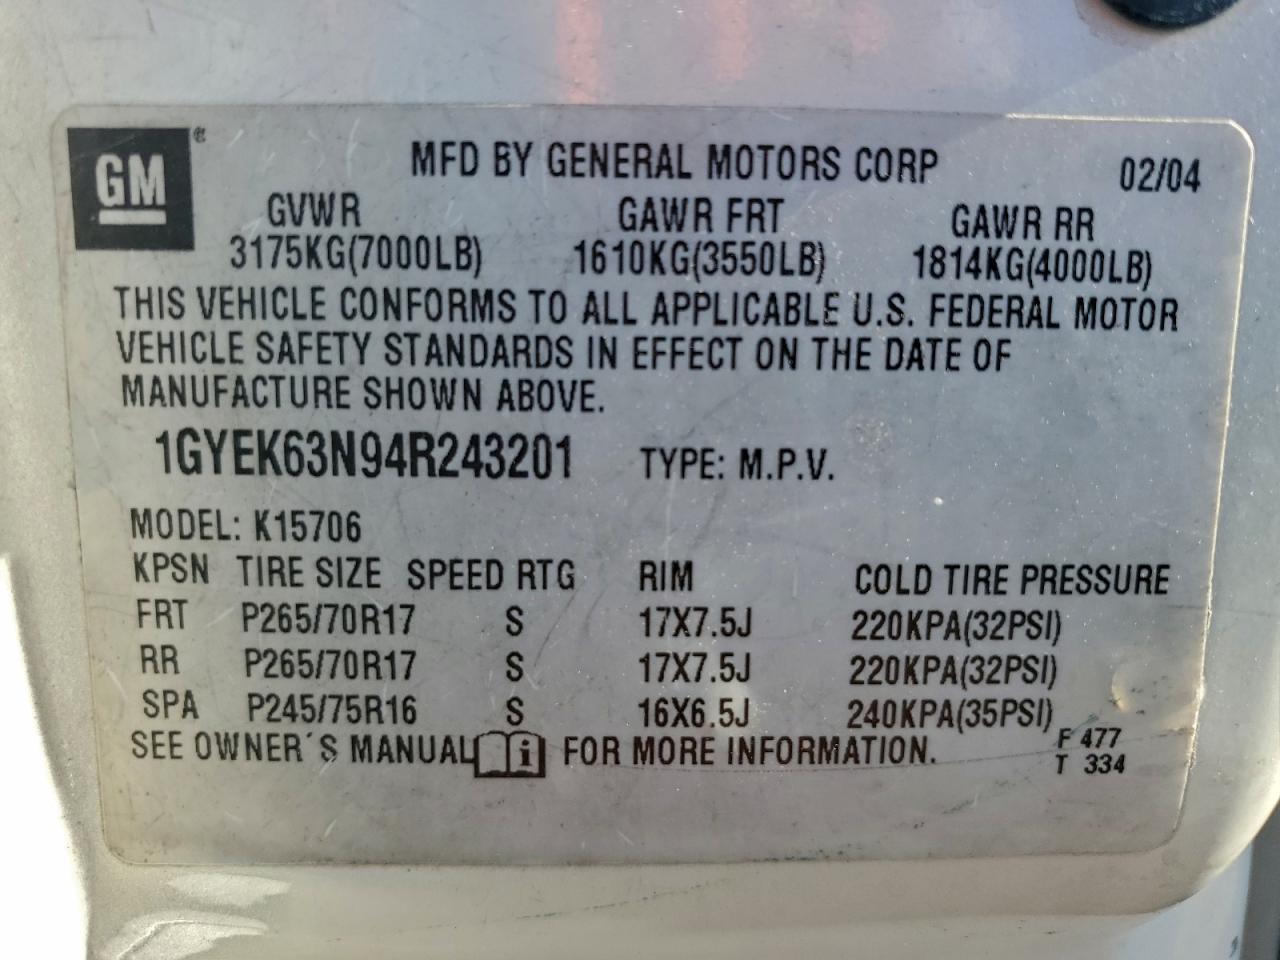 GM®
MFD BY GENERAL MOTORS CORP 02/04
GVWR GAWR FRT GAWR RR
3175KG(7000LB) 1610KG(3550LB) 1814KG(4000LB)
THIS VEHICLE CONFORMS TO ALL APPLICABLE U.S. FEDERAL MOTOR
VEHICLE SAFETY STANDARDS IN EFFECT ON THE DATE OF
MANUFACTURE SHOWN ABOVE.
1GYEK63N94R243201 TYPE: M.P.V.
MODEL: K15706
KPSN TIRE SIZE SPEED RTG RIM COLD TIRE PRESSURE
FRT P265/70R17 S 17X7.5J 220KPA(32PSI)
RR P265/70R17 S 17X7.5J 220KPA(32PSI)
SPA P245/75R16 S 16X6.5J 240KPA(35PSI)
SEE OWNER´S MANUAL i FOR MORE INFORMATION.
F 477
T 334